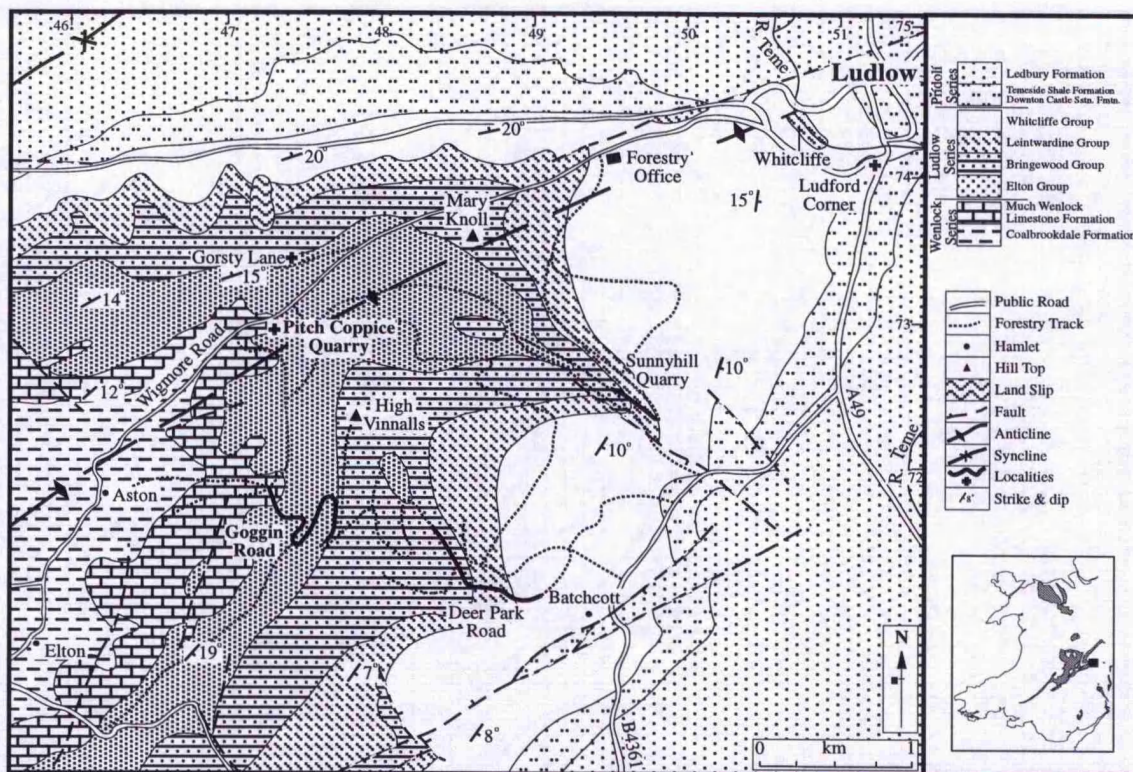 46
47
48
49
50
51
75
R Teme
Ludlow
20°
20°
Forestry
Office
Whitcliffe
Ludford
Corner
74
15°
Mary
Knoll
Gorsty Lane
15°
14°
Pitch Coppice
Quarry
73
Wigmore Road
12°
Sunnyhill
Quarry
10°
High
Vinnalls
10°
A49
R Teme
72
Aston
Goggin
Road
Batchcott
Deer Park
Road
Elton
19°
7°
8°
B4361
N
0 km 1
Pridolí
Series
Ledbury Formation
Temeside Shale Formation
Downton Castle Sstn. Fmtn.
Ludlow
Series
Whitcliffe Group
Leintwardine Group
Bringewood Group
Elton Group
Wenlock
Series
Much Wenlock
Limestone Formation
Coalbrookdale Formation
Public Road
Forestry Track
Hamlet
Hill Top
Land Slip
Fault
Anticline
Syncline
Localities
8° Strike & dip